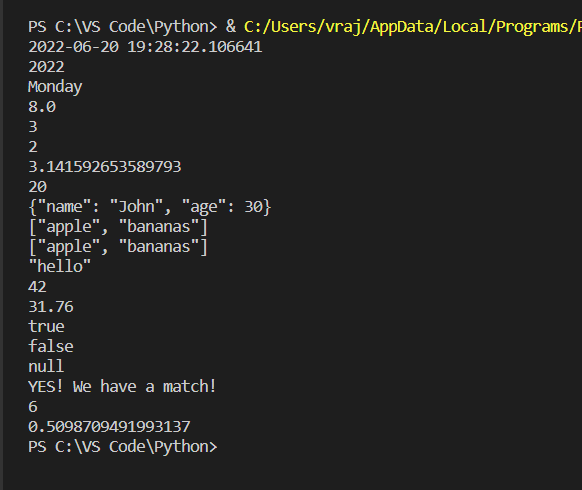 PS C:\VS Code\Python> & C:/Users/vraj/AppData/Local/Programs/
2022-06-20 19:28:22.106641
2022
Monday
8.0
3
2
3.141592653589793
20
{"name": "John", "age": 30}
["apple", "bananas"]
["apple", "bananas"]
"hello"
42
31.76
true
false
null
YES! We have a match!
6
0.5098709491993137
PS C:\VS Code\Python>